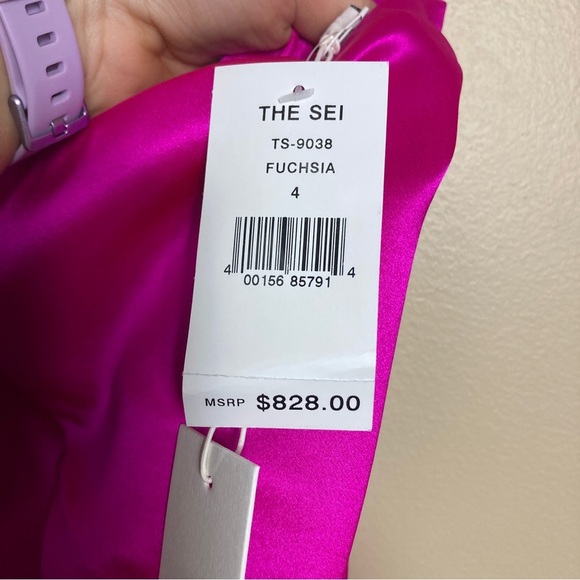 THE SEI
TS-9038
FUCHSIA
4
4 00156 85791 4
MSRP $828.00